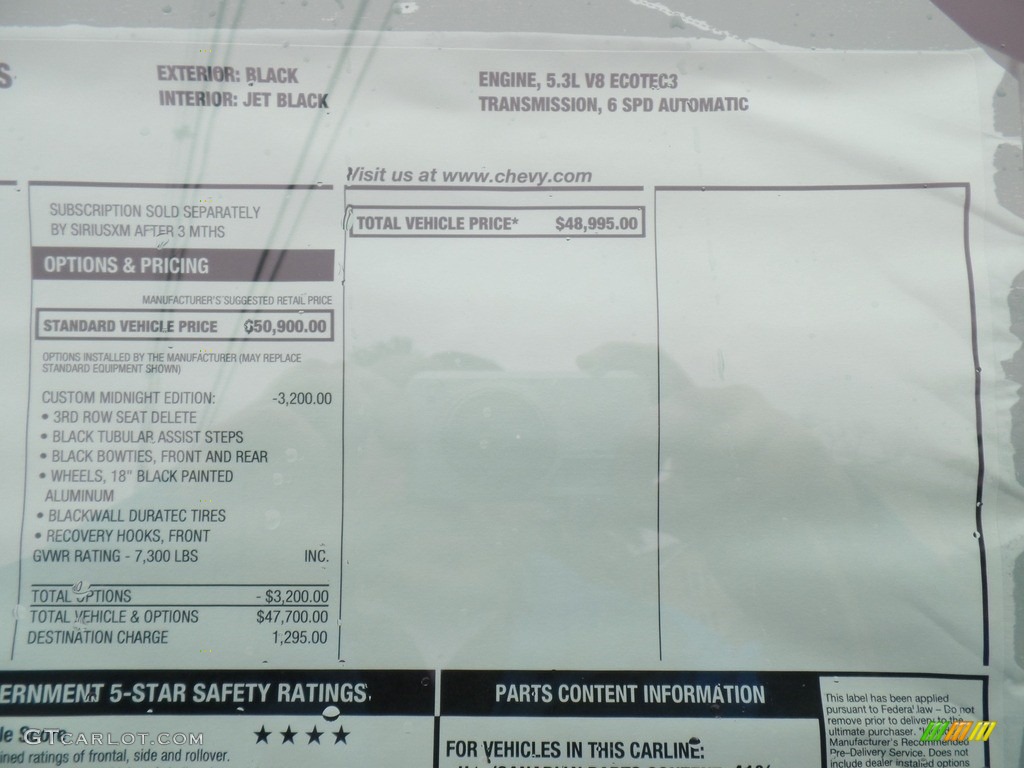 S
EXTERIOR: BLACK
INTERIOR: JET BLACK
ENGINE, 5.3L V8 ECOTEC3
TRANSMISSION, 6 SPD AUTOMATIC
Visit us at www.chevy.com
SUBSCRIPTION SOLD SEPARATELY
BY SIRIUSXM AFTER 3 MTHS
OPTIONS & PRICING
MANUFACTURER'S SUGGESTED RETAIL PRICE
STANDARD VEHICLE PRICE $50,900.00
OPTIONS INSTALLED BY THE MANUFACTURER (MAY REPLACE
STANDARD EQUIPMENT SHOWN)
CUSTOM MIDNIGHT EDITION: -3,200.00
• 3RD ROW SEAT DELETE
• BLACK TUBULAR ASSIST STEPS
• BLACK BOWTIES, FRONT AND REAR
• WHEELS, 18" BLACK PAINTED
ALUMINUM
• BLACKWALL DURATEC TIRES
• RECOVERY HOOKS, FRONT
GVWR RATING - 7,300 LBS INC.
TOTAL OPTIONS - $3,200.00
TOTAL VEHICLE & OPTIONS $47,700.00
DESTINATION CHARGE 1,295.00
TOTAL VEHICLE PRICE* $48,995.00
ERNMENT 5-STAR SAFETY RATINGS
le Score ★★★★
ined ratings of frontal, side and rollover.
GTCARLOT.COM
PARTS CONTENT INFORMATION
FOR VEHICLES IN THIS CARLINE:
This label has been applied
pursuant to Federal law – Do not
remove prior to delivery to the
ultimate purchaser.
Manufacturer's Recommended
Pre-Delivery Service. Does not
include dealer installed options